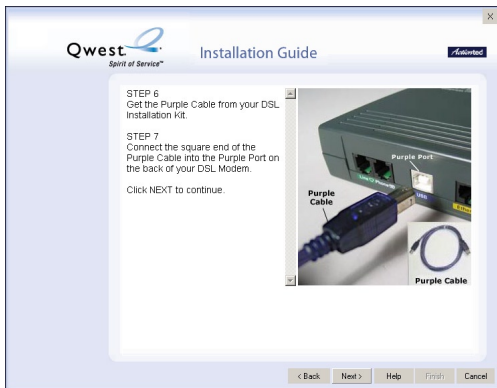 X
Qwest.
Spirit of Service™
Installation Guide
Actiontec
STEP 6
Get the Purple Cable from your DSL
Installation Kit.
STEP 7
Connect the square end of the
Purple Cable into the Purple Port on
the back of your DSL Modem.
Click NEXT to continue.
Purple Port
Purple
Cable
USB
Purple Cable
< Back
Next >
Help
Finish
Cancel